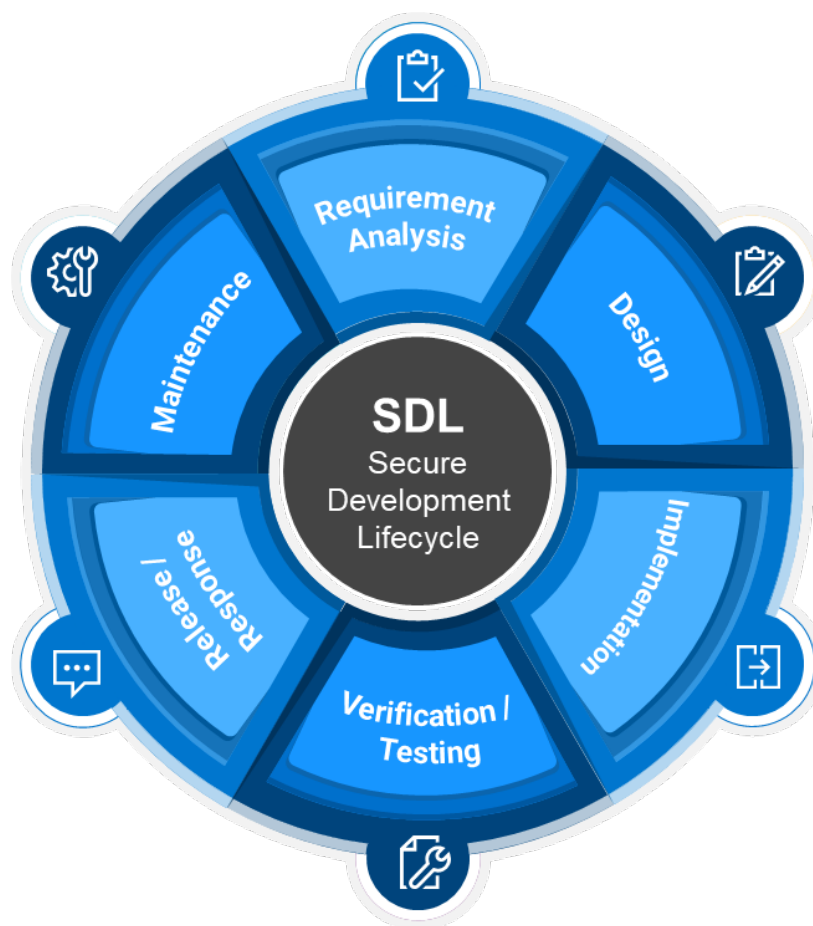 Requirement
Analysis
Design
Implementation
Verification /
Testing
Release/
Response
Maintenance
SDL
Secure
Development
Lifecycle